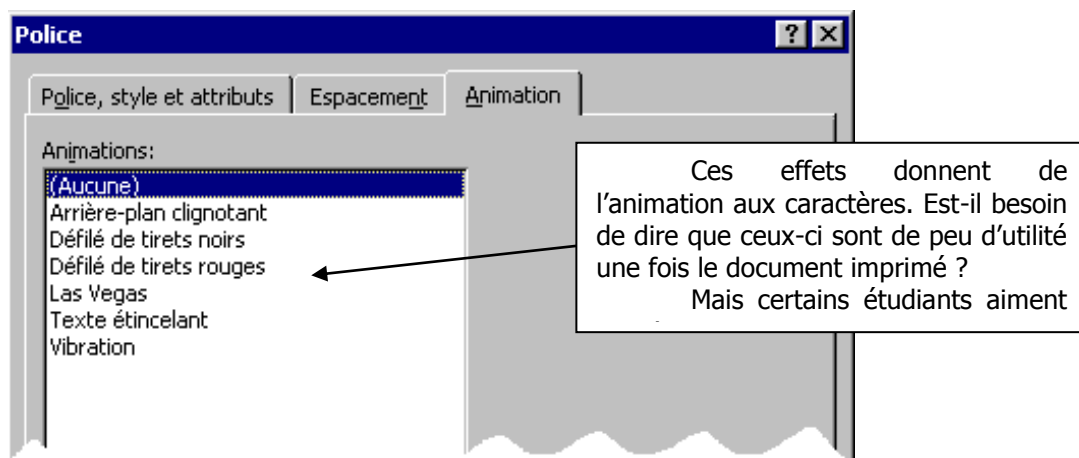 Police
Police, style et attributs
Espacement
Animation
Animations:
(Aucune)
Arrière-plan clignotant
Défilé de tirets noirs
Défilé de tirets rouges
Las Vegas
Texte étincelant
Vibration
Ces effets donnent de
l’animation aux caractères. Est-il besoin
de dire que ceux-ci sont de peu d’utilité
une fois le document imprimé ?
Mais certains étudiants aiment